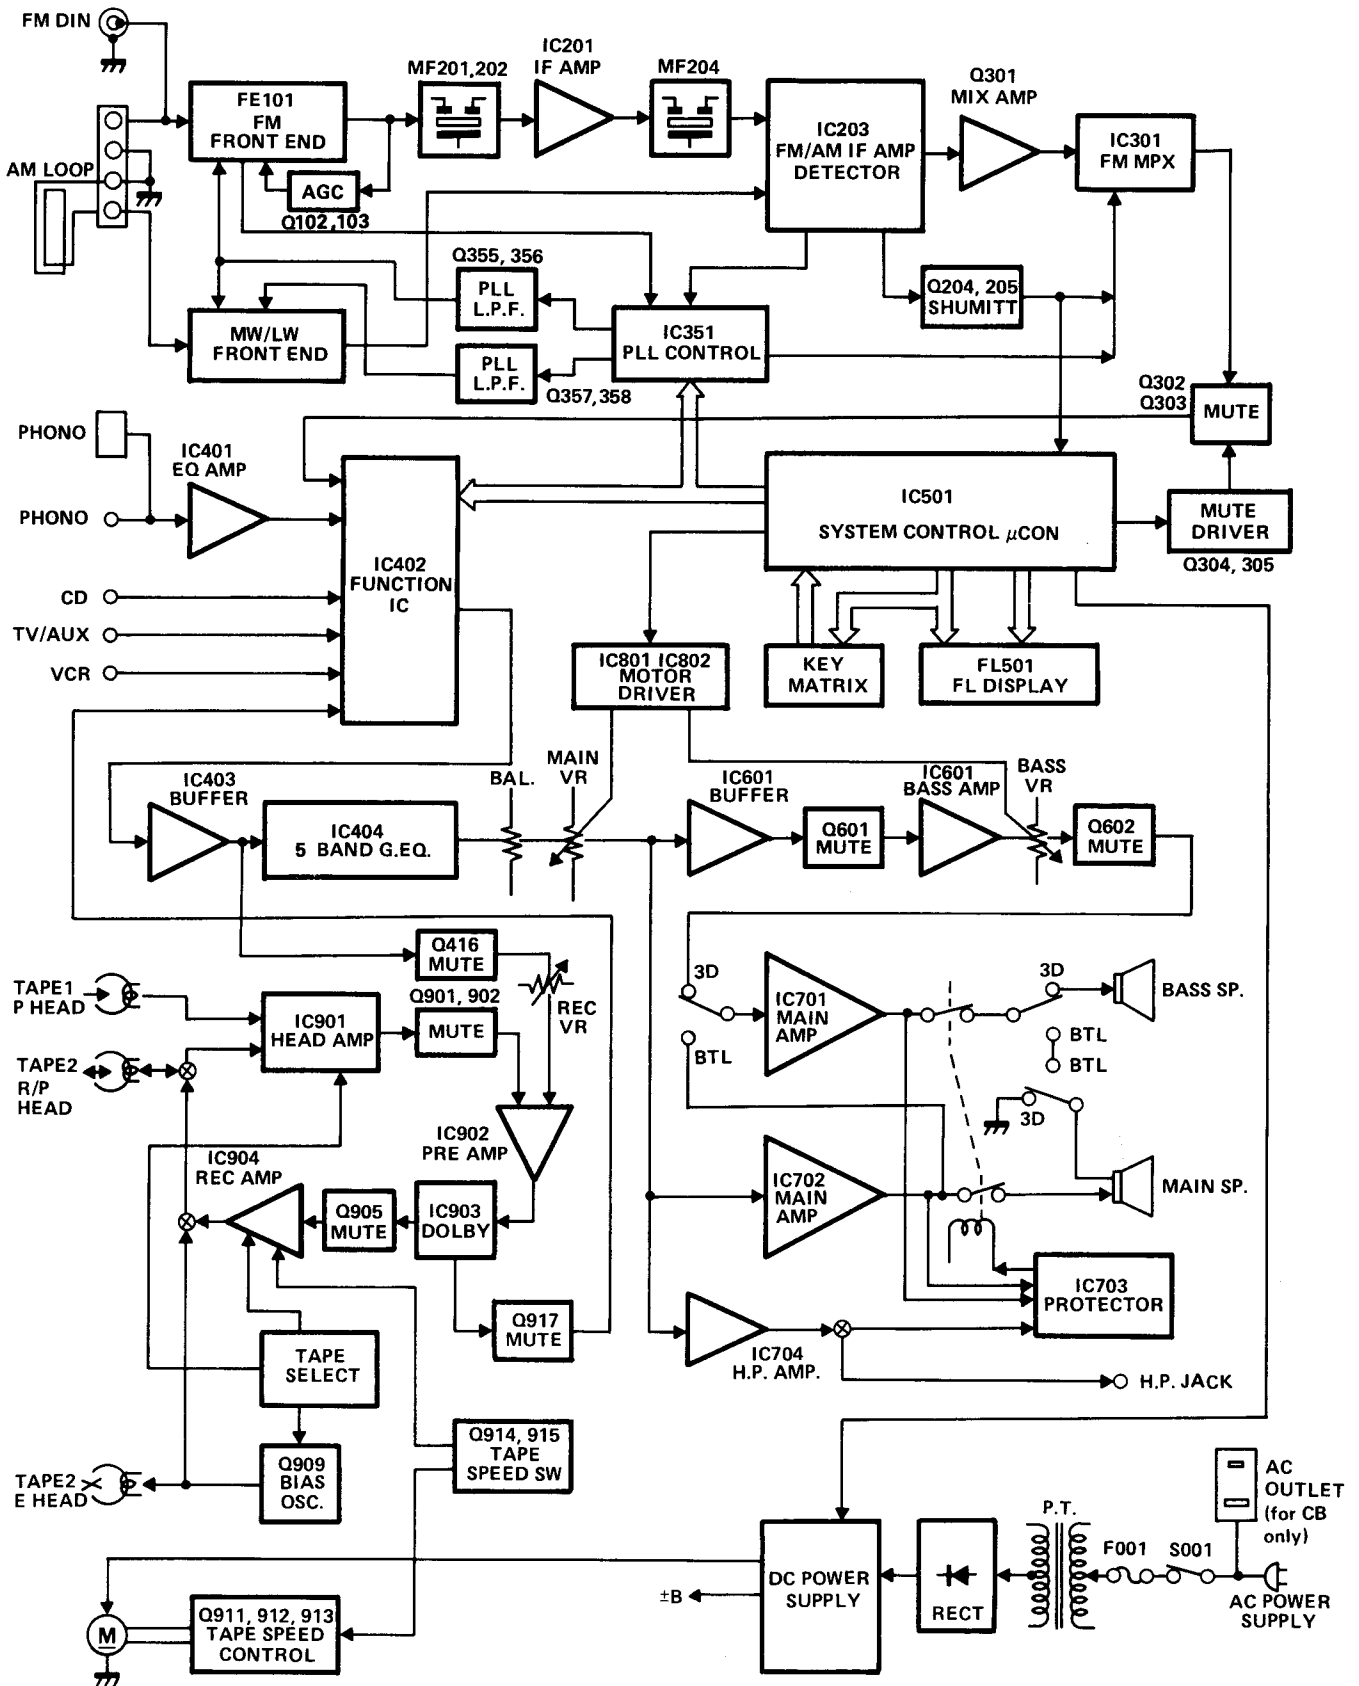 FM DIN
FE101
FM
FRONT END
MF201,202
IC201
IF AMP
MF204
IC203
FM/AM IF AMP
DETECTOR
Q301
MIX AMP
IC301
FM MPX
AM LOOP
AGC
Q102,103
Q355, 356
PLL
L.P.F.
Q204, 205
SHUMITT
MW/LW
FRONT END
IC351
PLL CONTROL
PLL
L.P.F.
Q357,358
Q302
Q303
MUTE
PHONO
IC401
EQ AMP
PHONO
IC402
FUNCTION
IC
IC501
SYSTEM CONTROL μCON
MUTE
DRIVER
Q304, 305
CD
TV/AUX
VCR
IC801 IC802
MOTOR
DRIVER
KEY
MATRIX
FL501
FL DISPLAY
IC403
BUFFER
IC404
5 BAND G.EQ.
BAL.
MAIN
VR
IC601
BUFFER
Q601
MUTE
IC601
BASS AMP
BASS
VR
Q602
MUTE
Q416
MUTE
REC
VR
TAPE1
P HEAD
IC901
HEAD AMP
Q901, 902
MUTE
TAPE2
R/P
HEAD
3D
BTL
IC701
MAIN
AMP
3D
BTL
BTL
3D
BASS SP.
IC902
PRE AMP
IC904
REC AMP
Q905
MUTE
IC903
DOLBY
IC702
MAIN
AMP
MAIN SP.
Q917
MUTE
IC703
PROTECTOR
IC704
H.P. AMP.
H.P. JACK
TAPE
SELECT
Q914, 915
TAPE
SPEED SW
TAPE2
E HEAD
Q909
BIAS
OSC.
AC
OUTLET
(for CB
only)
P.T.
F001
S001
DC POWER
SUPPLY
RECT
AC POWER
SUPPLY
±B
M
Q911, 912, 913
TAPE SPEED
CONTROL